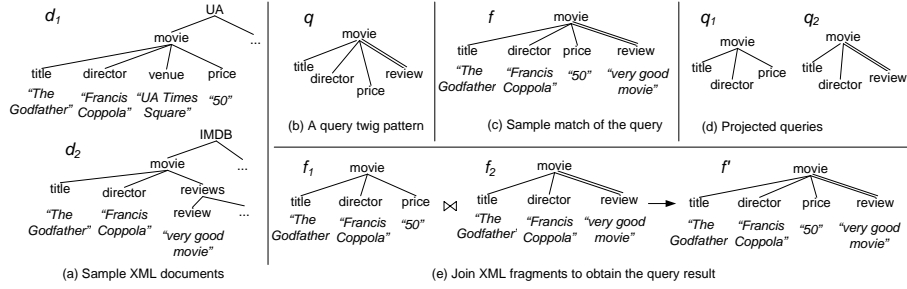 d1
UA
movie
...
title director venue price
"The Godfather"
"Francis Coppola"
"UA Times Square"
"50"
d2
IMDB
movie
...
title director reviews
review ...
"The Godfather"
"Francis Coppola"
"very good movie"
(a) Sample XML documents
q
movie
title
director
price
review
(b) A query twig pattern
f
movie
title director price review
"The Godfather"
"Francis Coppola"
"50"
"very good movie"
(c) Sample match of the query
q1
movie
title
director
price
q2
movie
title
director
review
(d) Projected queries
f1
movie
title director price
"The Godfather"
"Francis Coppola"
"50"
⋈
f2
movie
title director review
"The Godfather'
"Francis Coppola"
"very good movie"
f'
movie
title director price review
"The Godfather
"Francis Coppola"
"50"
"very good movie"
(e) Join XML fragments to obtain the query result